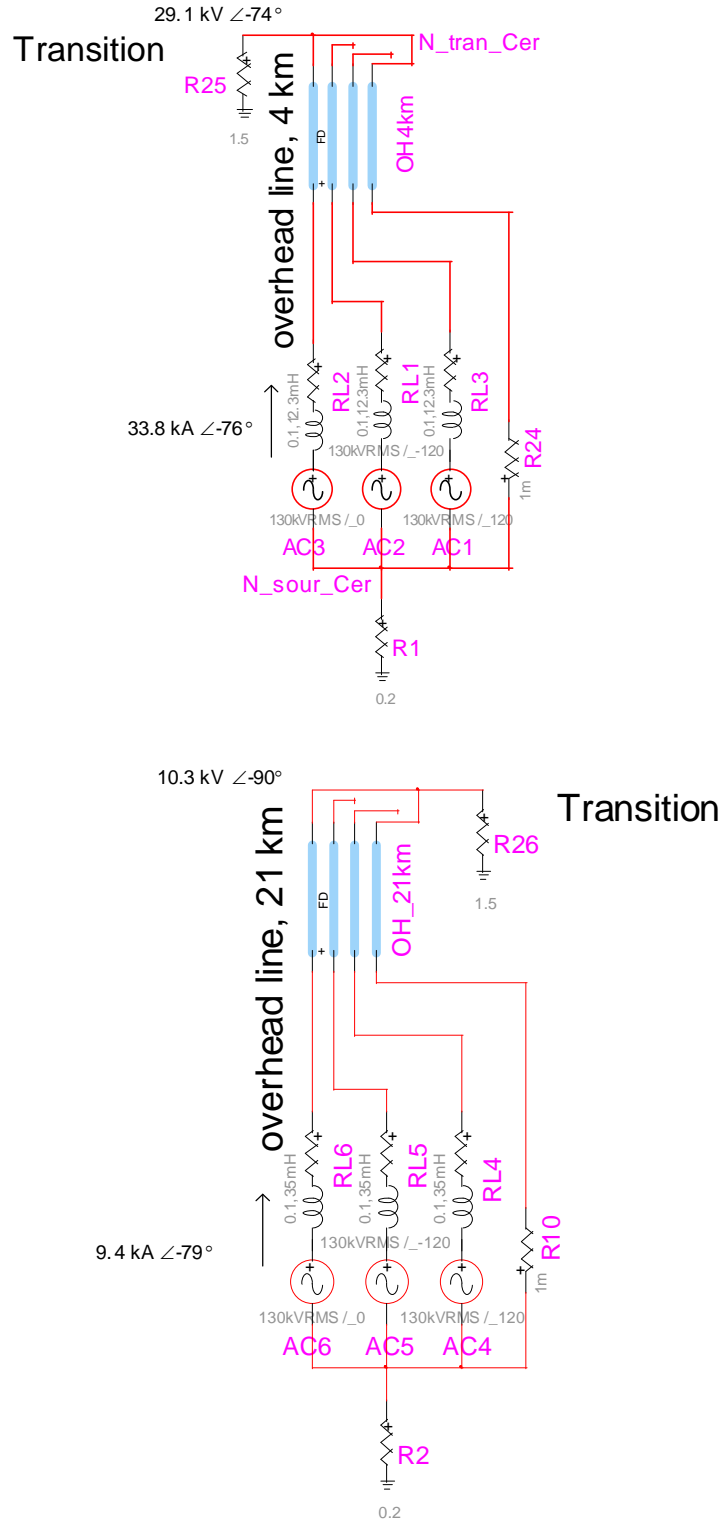 29.1 kV ∠-74°
Transition
N_tran_Cer
R25
1.5
overhead line, 4 km
FD
+
OH4km
33.8 kA ∠-76°
+
RL2
0.1,12.3mH
+
RL1
0.1,12.3mH
+
RL3
0.1,12.3mH
R24
+
1m
130kVRMS /_-120
130kVRMS /_0
130kVRMS /_120
AC3
AC2
AC1
N_sour_Cer
+
R1
0.2
10.3 kV ∠-90°
Transition
+
R26
1.5
overhead line, 21 km
FD
+
OH_21km
9.4 kA ∠-79°
+
RL6
0.1,35mH
+
RL5
0.1,35mH
+
RL4
0.1,35mH
R10
+
1m
130kVRMS /_-120
130kVRMS /_0
130kVRMS /_120
AC6
AC5
AC4
+
R2
0.2